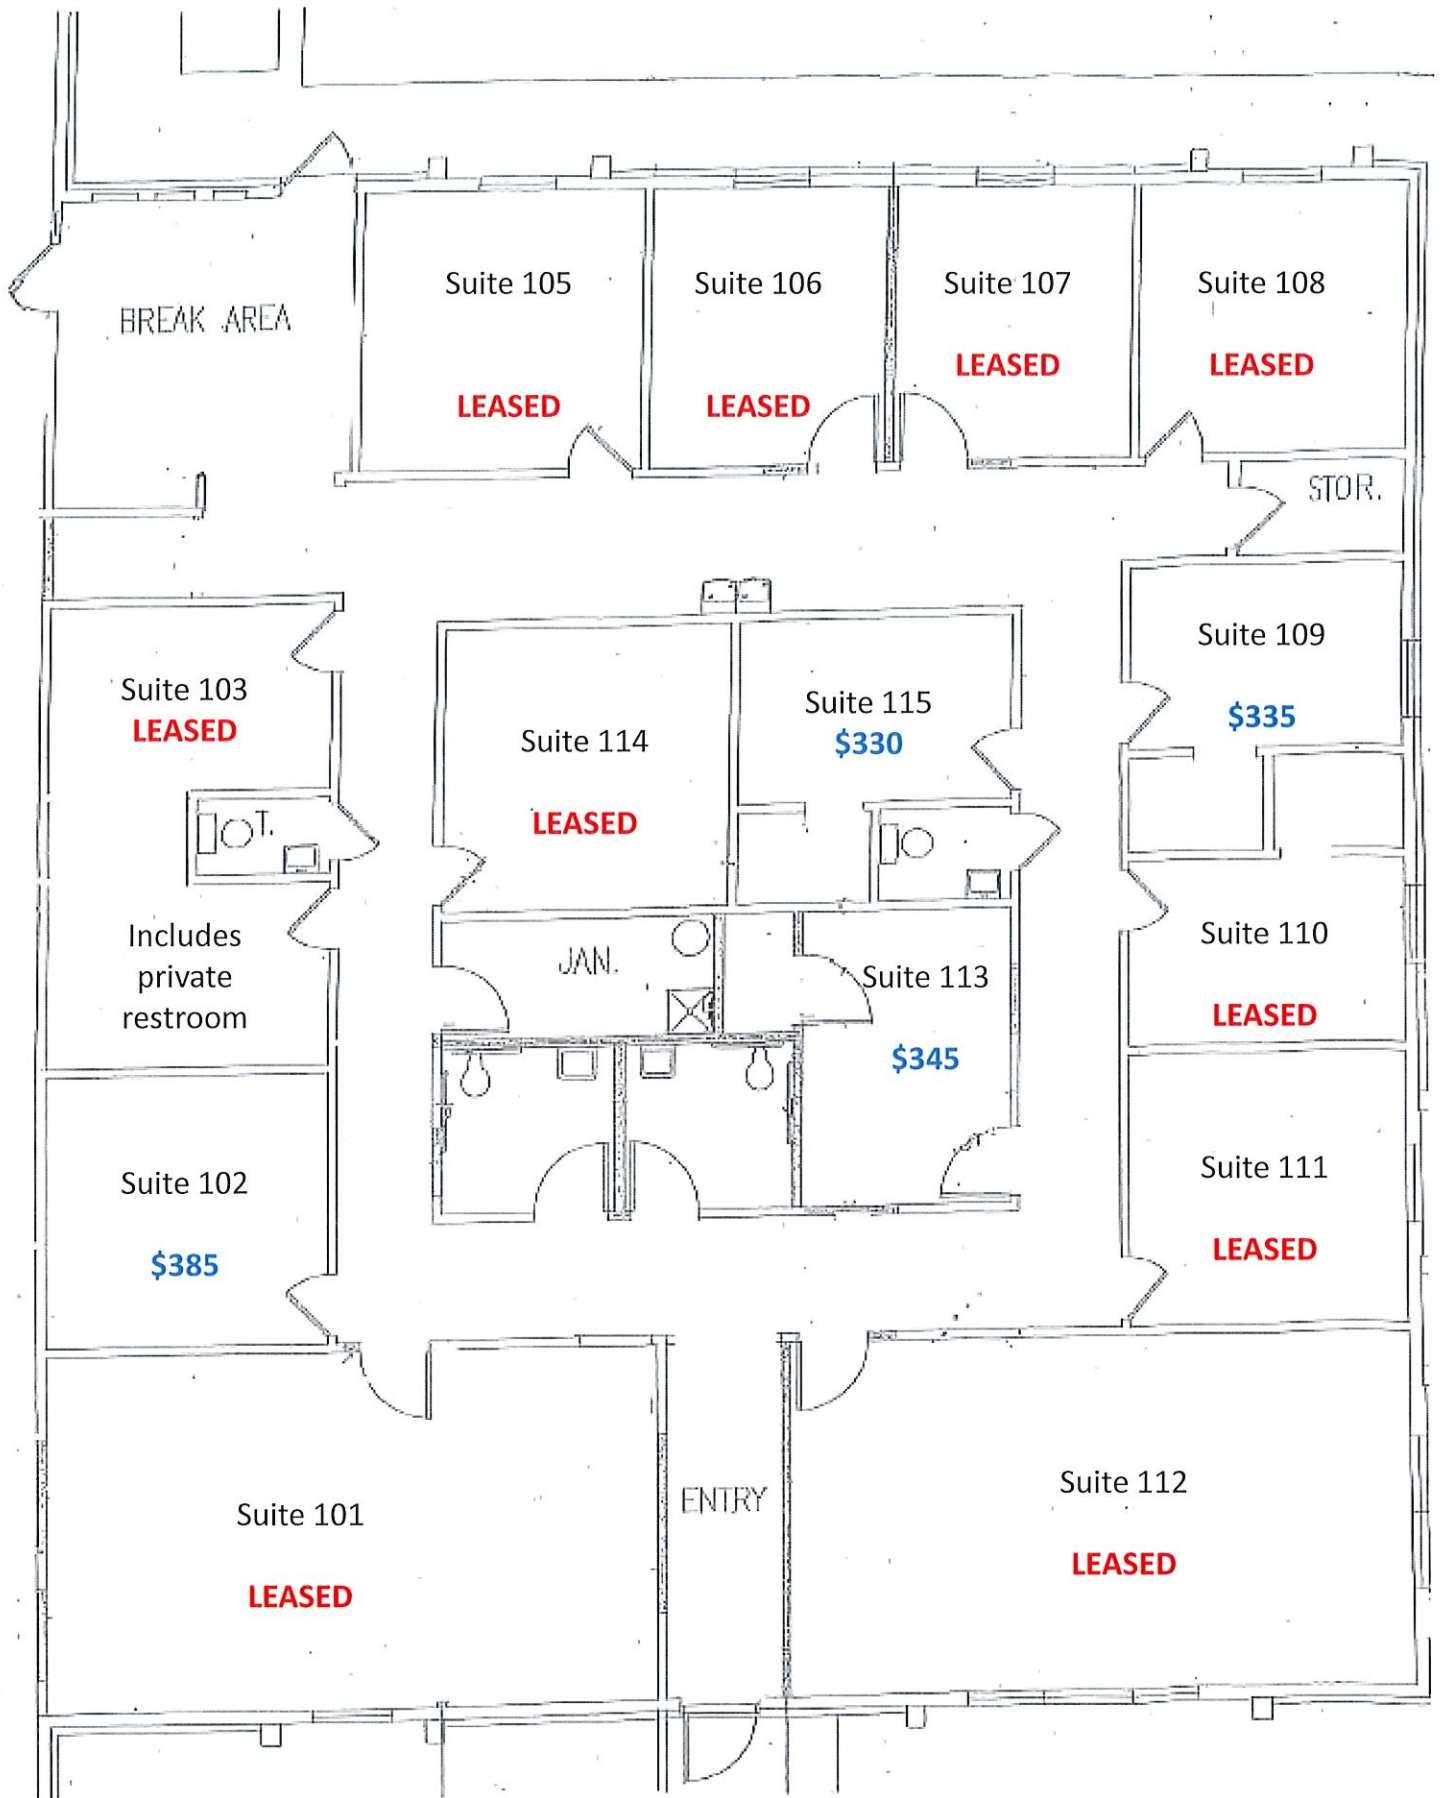 Suite 105
Suite 106
Suite 107
Suite 108
BREAK AREA
LEASED
LEASED
LEASED
LEASED
STOR.
Suite 103
LEASED
Suite 114
LEASED
Suite 115
$330
Suite 109
$335
T.
Includes
private
restroom
JAN.
Suite 113
$345
Suite 110
LEASED
Suite 102
$385
Suite 111
LEASED
Suite 101
LEASED
ENTRY
Suite 112
LEASED